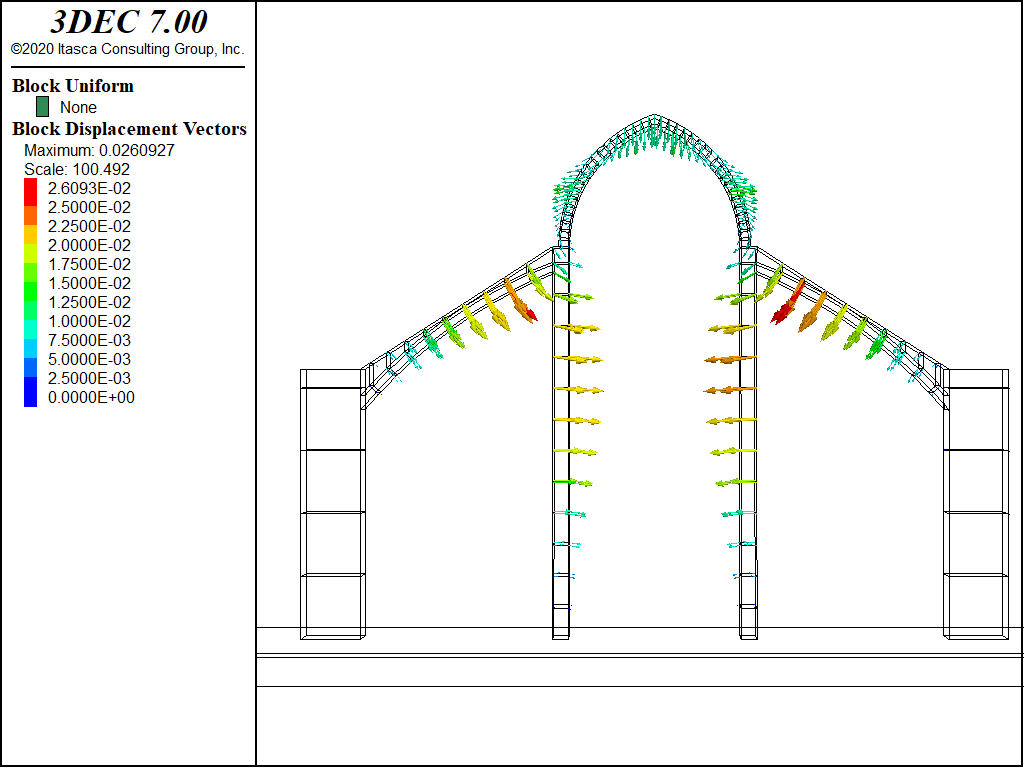 3DEC 7.00
©2020 Itasca Consulting Group, Inc.
Block Uniform
None
Block Displacement Vectors
Maximum: 0.0260927
Scale: 100.492
2.6093E-02
2.5000E-02
2.2500E-02
2.0000E-02
1.7500E-02
1.5000E-02
1.2500E-02
1.0000E-02
7.5000E-03
5.0000E-03
2.5000E-03
0.0000E+00